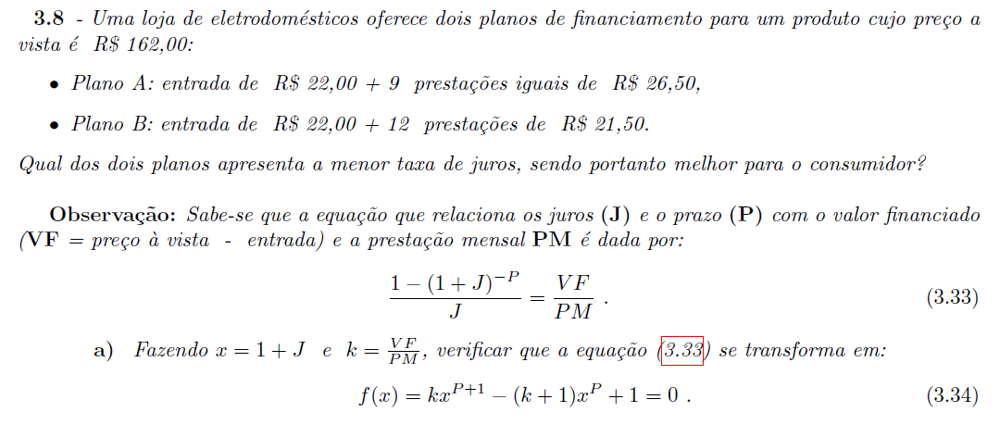 3.8 - Uma loja de eletrodomésticos oferece dois planos de financiamento para um produto cujo preço a
vista é R$ 162,00:
• Plano A: entrada de R$ 22,00 + 9 prestações iguais de R$ 26,50,
• Plano B: entrada de R$ 22,00 + 12 prestações de R$ 21,50.
Qual dos dois planos apresenta a menor taxa de juros, sendo portanto melhor para o consumidor?
Observação: Sabe-se que a equação que relaciona os juros (J) e o prazo (P) com o valor financiado
(VF = preço à vista - entrada) e a prestação mensal PM é dada por:
\frac{1 - (1 + J)^{-P}}{J} = \frac{VF}{PM} . (3.33)
a) Fazendo x = 1 + J e k = \frac{VF}{PM}, verificar que a equação (3.33) se transforma em:
f(x) = kx^{P+1} - (k + 1)x^{P} + 1 = 0 . (3.34)